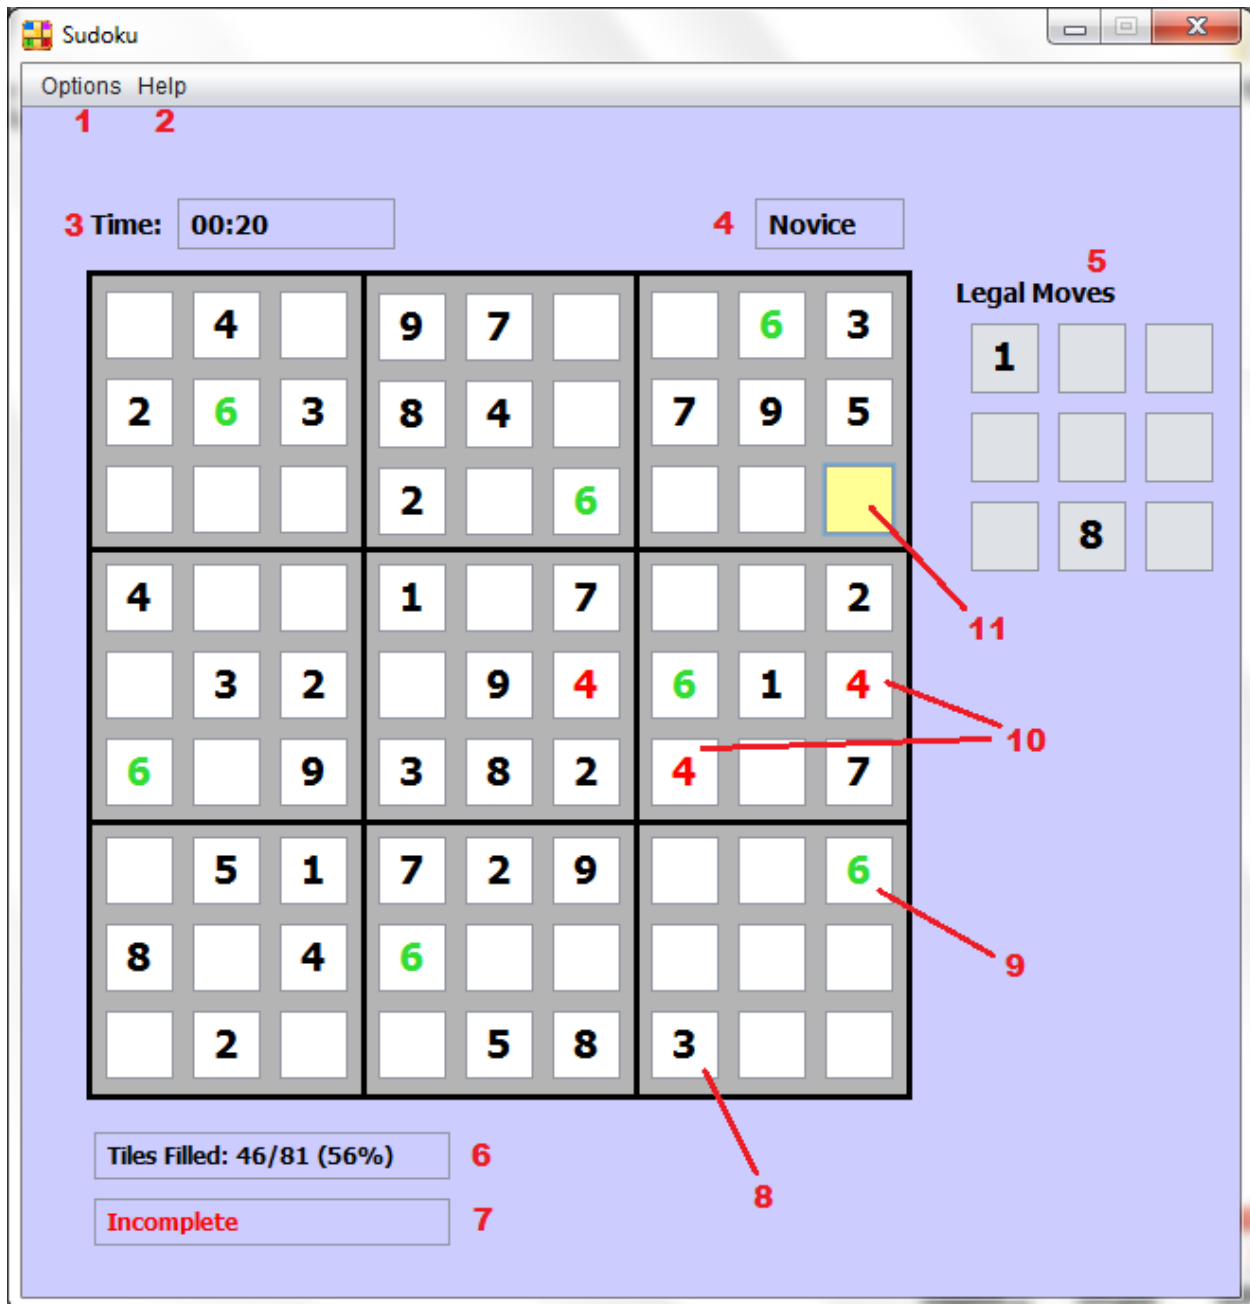 Sudoku
Options Help
1 2
3 Time: 00:20 4 Novice
5
Legal Moves
4 9 7 6 3
1
2 6 3 8 4 7 9 5
2 6
8
4 1 7 2
11
3 2 9 4 6 1 4
10
6 9 3 8 2 4 7
5 1 7 2 9 6
8 4 6
9
2 5 8 3
Tiles Filled: 46/81 (56%) 6
8
Incomplete 7